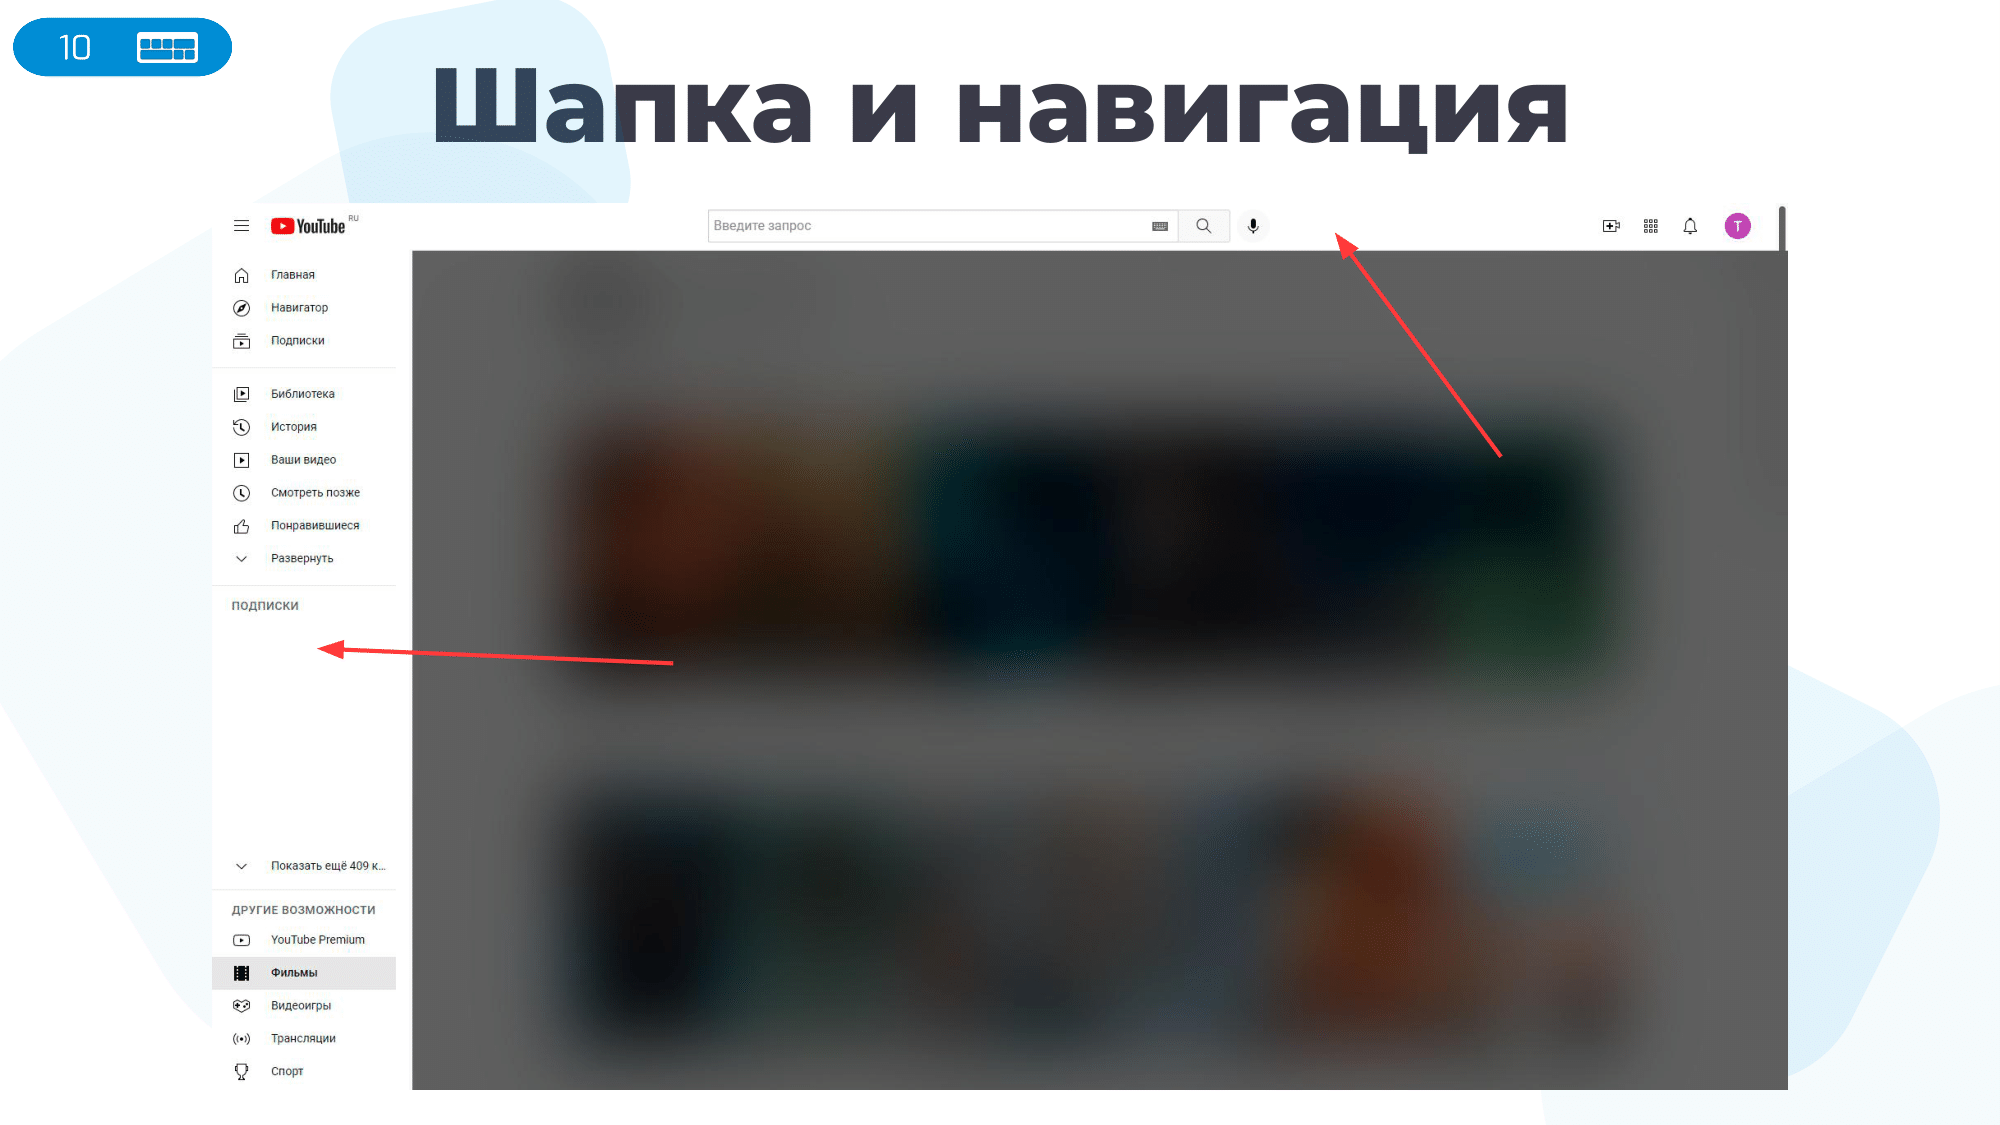 10
Шапка и навигация
YouTube RU
Введите запрос
T
Главная
Навигатор
Подписки
Библиотека
История
Ваши видео
Смотреть позже
Понравившиеся
Развернуть
ПОДПИСКИ
Показать ещё 409 к...
ДРУГИЕ ВОЗМОЖНОСТИ
YouTube Premium
Фильмы
Видеоигры
Трансляции
Спорт